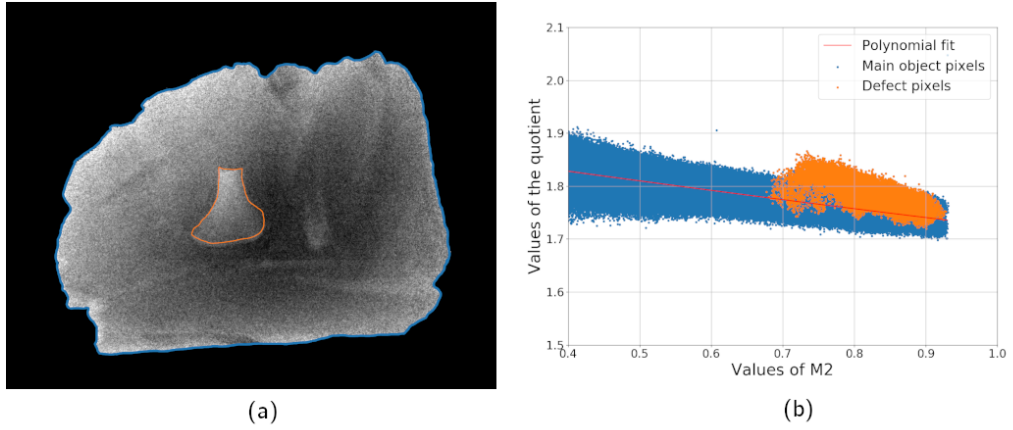 2.1
2.0
1.9
1.8
1.7
1.6
1.5
Values of the quotient
Polynomial fit
Main object pixels
Defect pixels
0.4 0.5 0.6 0.7 0.8 0.9 1.0
Values of M2
(a)
(b)